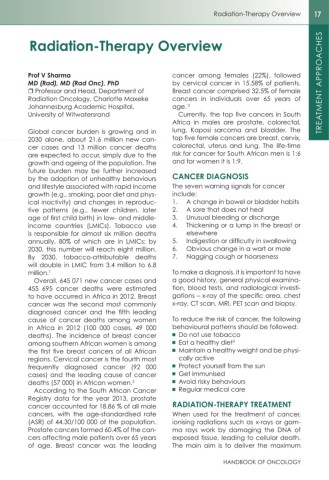 Radiation-Therapy Overview 17
TREATMENT APPROACHES
Radiation-Therapy Overview
Prof V Sharma
MD (Rad), MD (Rad Onc), PhD
❒ Professor and Head, Department of
Radiation Oncology, Charlotte Maxeke
Johannesburg Academic Hospital,
University of Witwatersrand
Global cancer burden is growing and in
2030 alone, about 21.6 million new can-
cer cases and 13 million cancer deaths
are expected to occur, simply due to the
growth and ageing of the population. The
future burden may be further increased
by the adoption of unhealthy behaviours
and lifestyle associated with rapid income
growth (e.g., smoking, poor diet and phys-
ical inactivity) and changes in reproduc-
tive patterns (e.g., fewer children, later
age of first child birth) in low- and middle-
income countries (LMICs). Tobacco use
is responsible for almost six million deaths
annually, 80% of which are in LMICs; by
2030, this number will reach eight million.
By 2030, tobacco-attributable deaths
will double in LMIC from 3.4 million to 6.8
million.¹
Overall, 645 071 new cancer cases and
455 695 cancer deaths were estimated
to have occurred in Africa in 2012. Breast
cancer was the second most commonly
diagnosed cancer and the fifth leading
cause of cancer deaths among women
in Africa in 2012 (100 000 cases, 49 000
deaths). The incidence of breast cancer
among southern African women is among
the first five breast cancers of all African
regions. Cervical cancer is the fourth most
frequently diagnosed cancer (92 000
cases) and the leading cause of cancer
deaths (57 000) in African women.²
According to the South African Cancer
Registry data for the year 2013, prostate
cancer accounted for 18.86 % of all male
cancers, with the age-standardised rate
(ASR) of 44.30/100 000 of the population.
Prostate cancers formed 60.4% of the can-
cers affecting male patients over 65 years
of age. Breast cancer was the leading
cancer among females (22%), followed
by cervical cancer in 15.58% of patients.
Breast cancer comprised 32.5% of female
cancers in individuals over 65 years of
age.
Currently, the top five cancers in South
Africa in males are prostate, colorectal,
lung, Kaposi sarcoma and bladder. The
top five female cancers are breast, cervix,
colorectal, uterus and lung. The life-time
risk for cancer for South African men is 1:6
and for women it is 1:9.
CANCER DIAGNOSIS
The seven warning signals for cancer
include:
1. A change in bowel or bladder habits
2. A sore that does not heal
3. Unusual bleeding or discharge
4. Thickening or a lump in the breast or
elsewhere
5. Indigestion or difficulty in swallowing
6. Obvious change in a wart or mole
7. Nagging cough or hoarseness
To make a diagnosis, it is important to have
a good history, general physical examina-
tion, blood tests, and radiological investi-
gations – x-ray of the specific area, chest
x-ray, CT scan, MRI, PET scan and biopsy.
To reduce the risk of cancer, the following
behavioural patterns should be followed:
■ Do not use tobacco
■ Eat a healthy diet
■ Maintain a healthy weight and be physi-
cally active
■ Protect yourself from the sun
■ Get immunised
■ Avoid risky behaviours
■ Regular medical care
RADIATION-THERAPY TREATMENT
When used for the treatment of cancer,
ionising radiations such as x-rays or gam-
ma rays work by damaging the DNA of
exposed tissue, leading to cellular death.
The main aim is to deliver the maximum
HANDBOOK OF ONCOLOGY